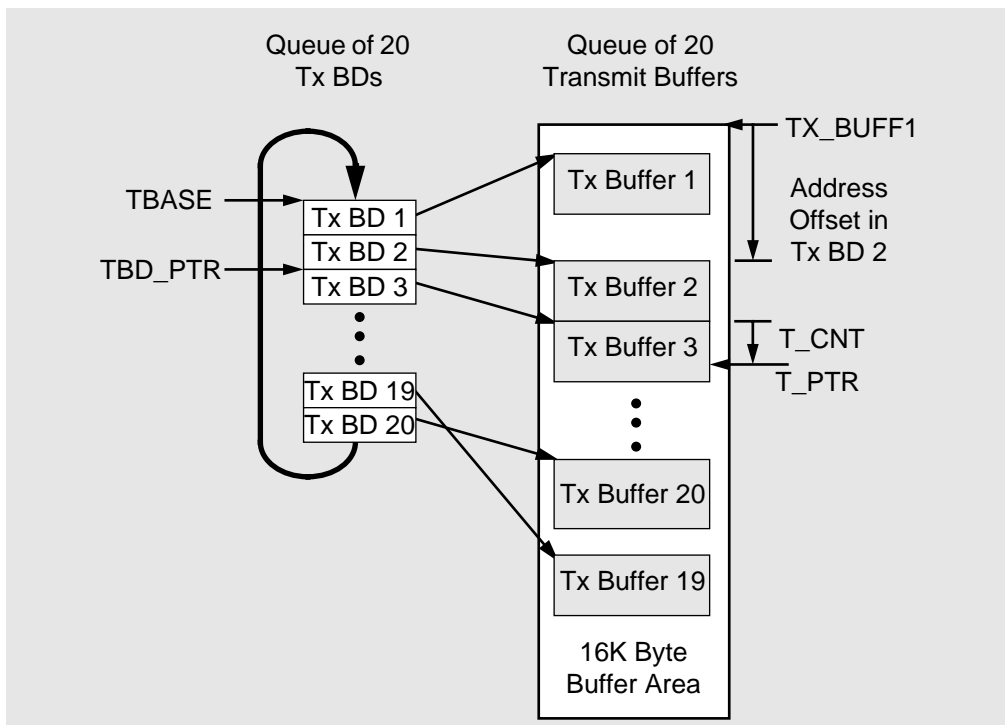 Queue of 20
Tx BDs
Queue of 20
Transmit Buffers
TX_BUFF1
Tx Buffer 1
TBASE
Tx BD 1
Address
Offset in
Tx BD 2
Tx BD 2
TBD_PTR
Tx BD 3
Tx Buffer 2
Tx Buffer 3
T_CNT
T_PTR
Tx BD 19
Tx BD 20
Tx Buffer 20
Tx Buffer 19
16K Byte
Buffer Area